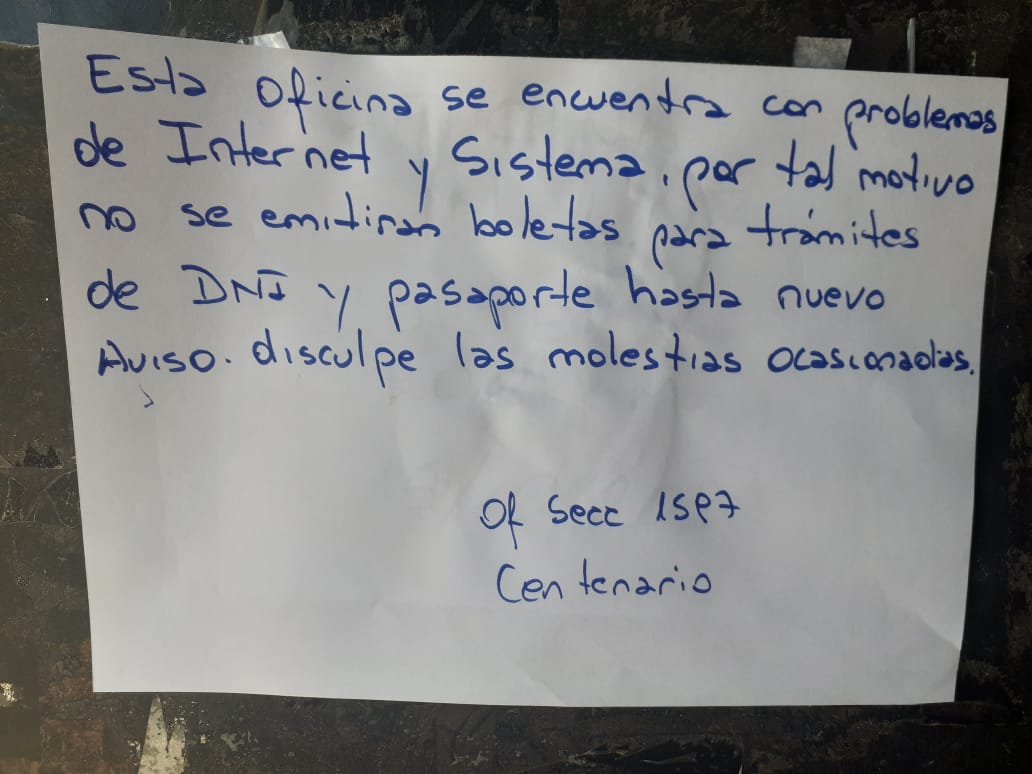 Esta oficina se encuentra con problemas
de Internet y Sistema, por tal motivo
no se emitiran boletas para trámites
de DNI y pasaporte hasta nuevo
Aviso. disculpe las molestias ocasionadas.
Of Secc
Centenario